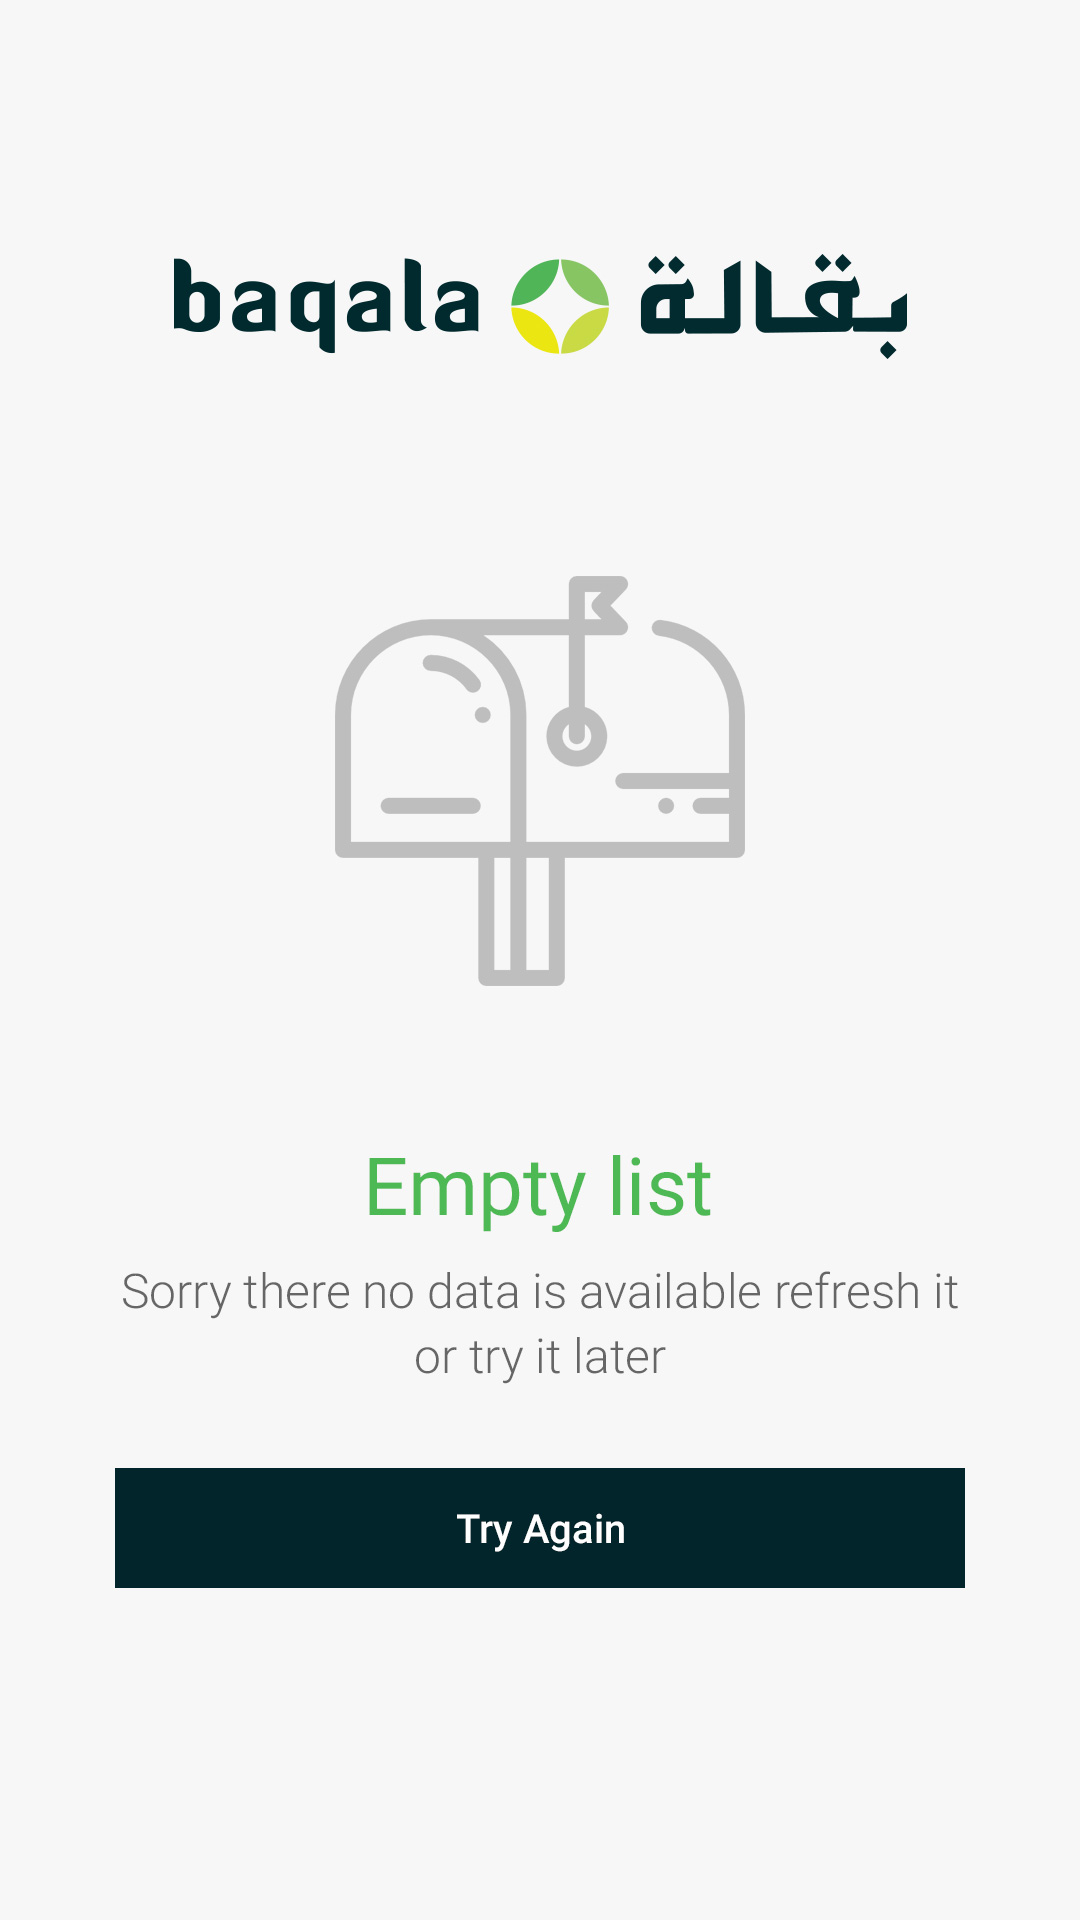 baqala بقالة
Empty list
Sorry there no data is available refresh it
or try it later
Try Again